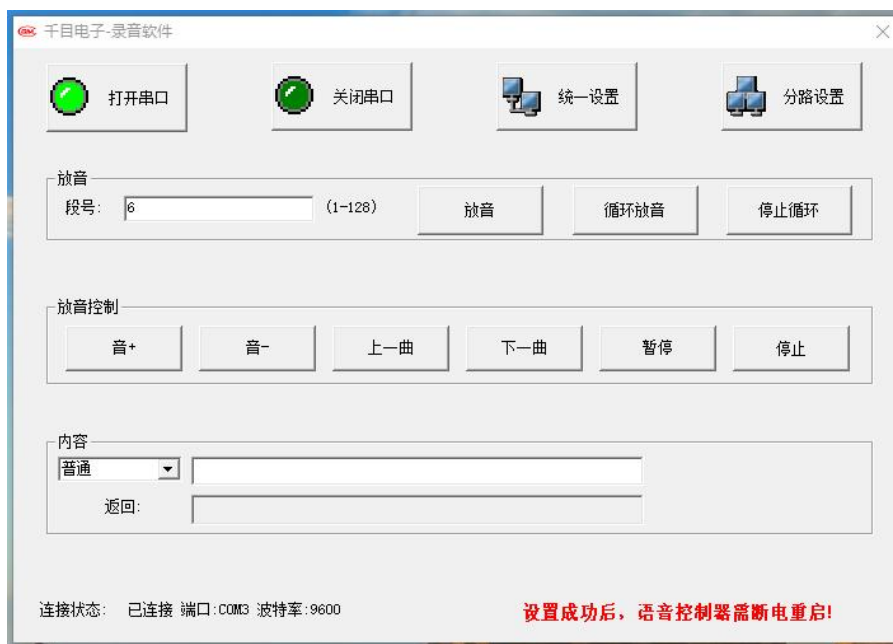 千目电子-录音软件
打开串口 关闭串口 统一设置 分路设置
放音
段号: 6 (1-128) 放音 循环放音 停止循环
放音控制
音+ 音- 上一曲 下一曲 暂停 停止
内容
普通
返回:
连接状态: 已连接 端口:COM3 波特率:9600 设置成功后，语音控制器需断电重启!